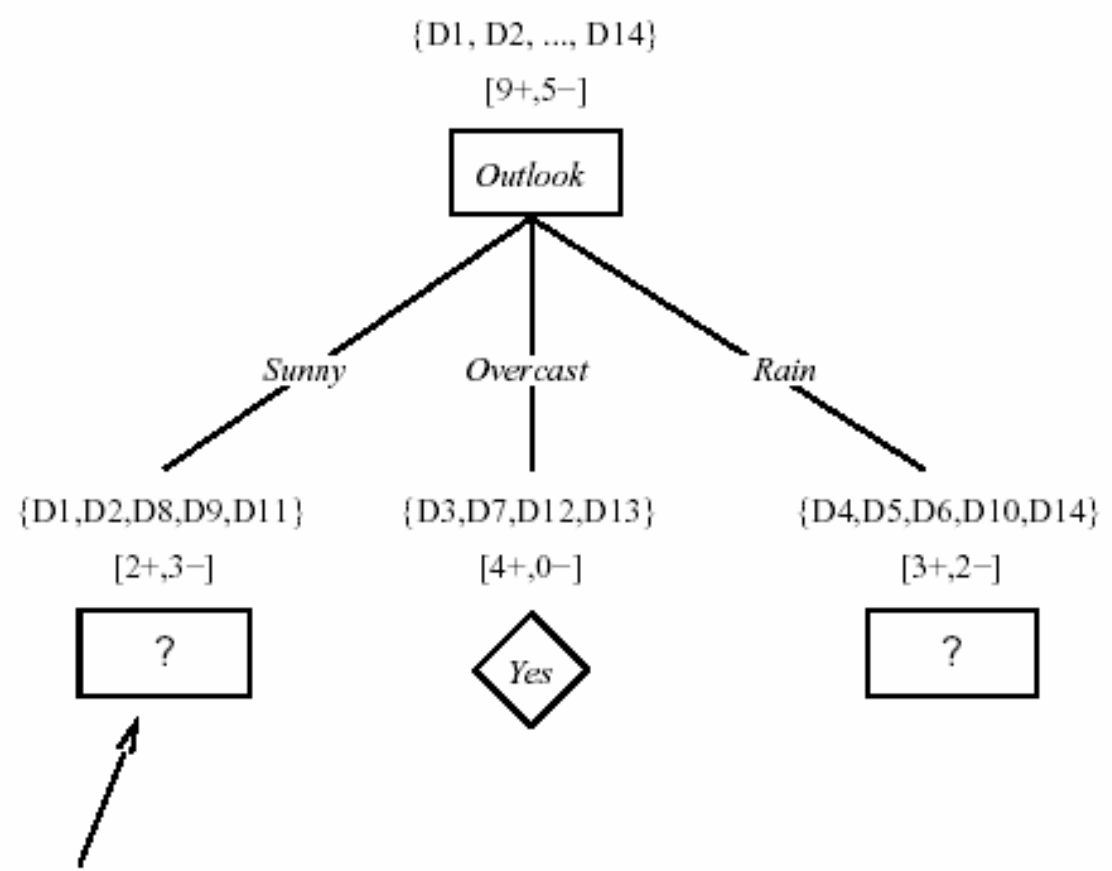 {D1, D2, ..., D14}
[9+,5−]
Outlook
Sunny
Overcast
Rain
{D1,D2,D8,D9,D11}
{D3,D7,D12,D13}
{D4,D5,D6,D10,D14}
[2+,3−]
[4+,0−]
[3+,2−]
?
Yes
?